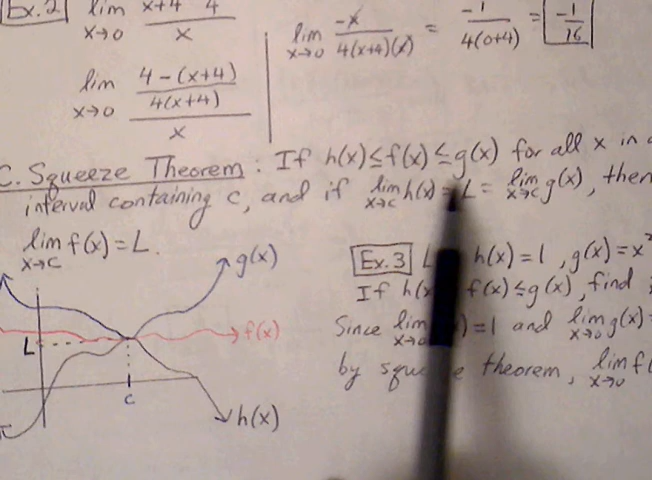 Ex. 2 lim x→0 x+4 4 / x
lim x→0 -x / 4(x+4)(x) = -1 / 4(0+4) = -1/16
lim x→0 4-(x+4) / 4(x+4) / x
C. Squeeze Theorem: If h(x) ≤ f(x) ≤ g(x) for all x in
interval containing c, and if lim x→c h(x) = L = lim x→c g(x), then
lim x→c f(x) = L.
g(x)
f(x)
L
c
h(x)
Ex. 3 h(x) = 1, g(x) = x²
If f(x) ≤ g(x), find
Since lim x→0 = 1 and lim x→0 g(x) =
by theorem, lim x→0